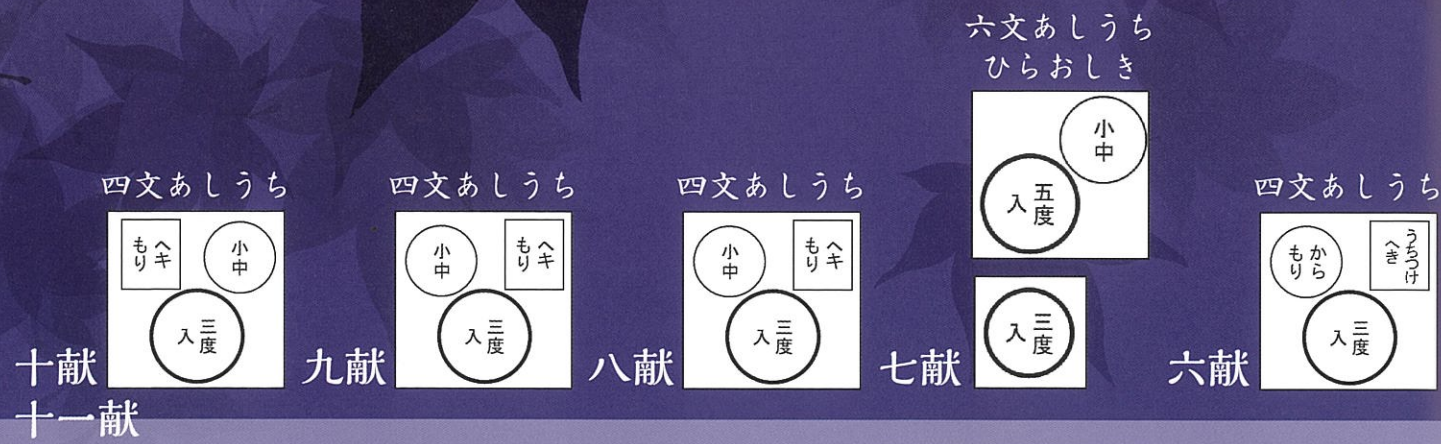 四文あしうち
からもり
うちつけへき
三度入
六献
六文あしうち
ひらおしき
小中
五度入
三度入
七献
四文あしうち
小中
ヘキもり
三度入
八献
四文あしうち
小中
ヘキもり
三度入
九献
四文あしうち
ヘキもり
小中
三度入
十献
十一献